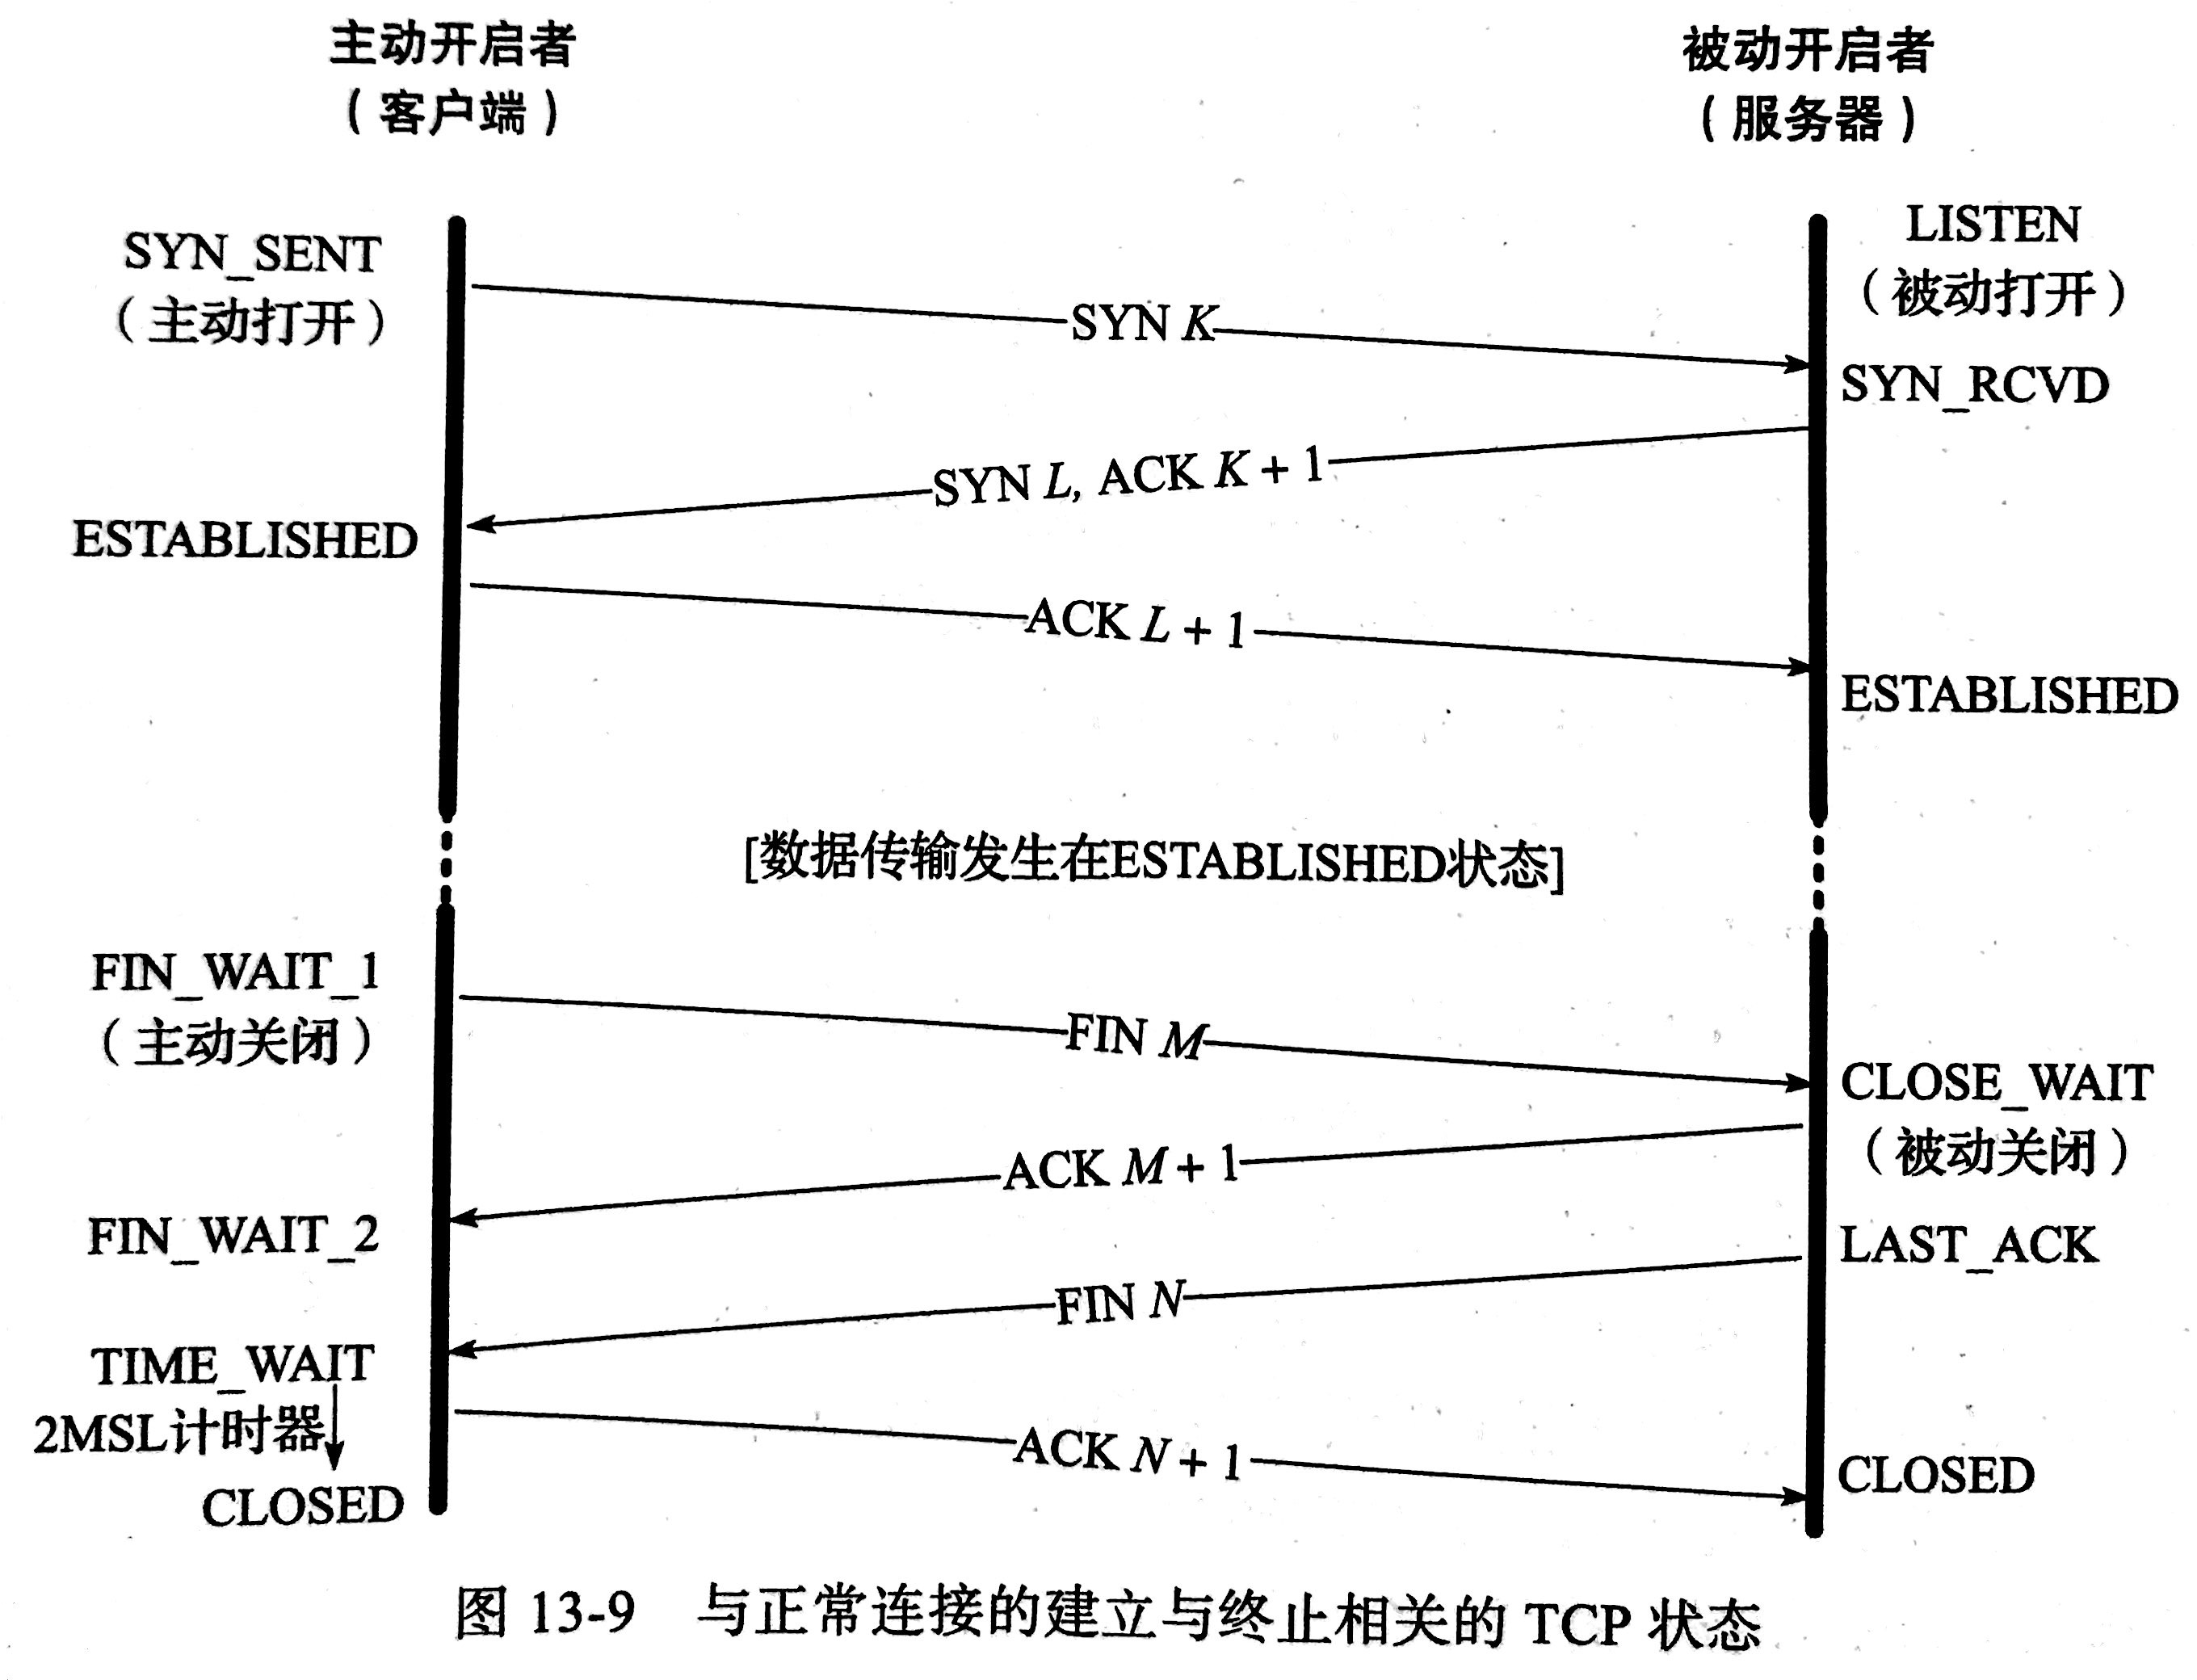 主动开启者
（客户端）
被动开启者
（服务器）
LISTEN
（被动打开）
SYN_SENT
（主动打开）
SYN K
SYN_RCVD
SYN L, ACK K + 1
ESTABLISHED
ACK L + 1
ESTABLISHED
[数据传输发生在ESTABLISHED状态]
FIN_WAIT_1
（主动关闭）
FIN M
CLOSE_WAIT
（被动关闭）
ACK M + 1
FIN_WAIT_2
LAST_ACK
FIN N
TIME_WAIT
2MSL计时器
ACK N + 1
CLOSED
CLOSED
图 13-9 与正常连接的建立与终止相关的 TCP 状态